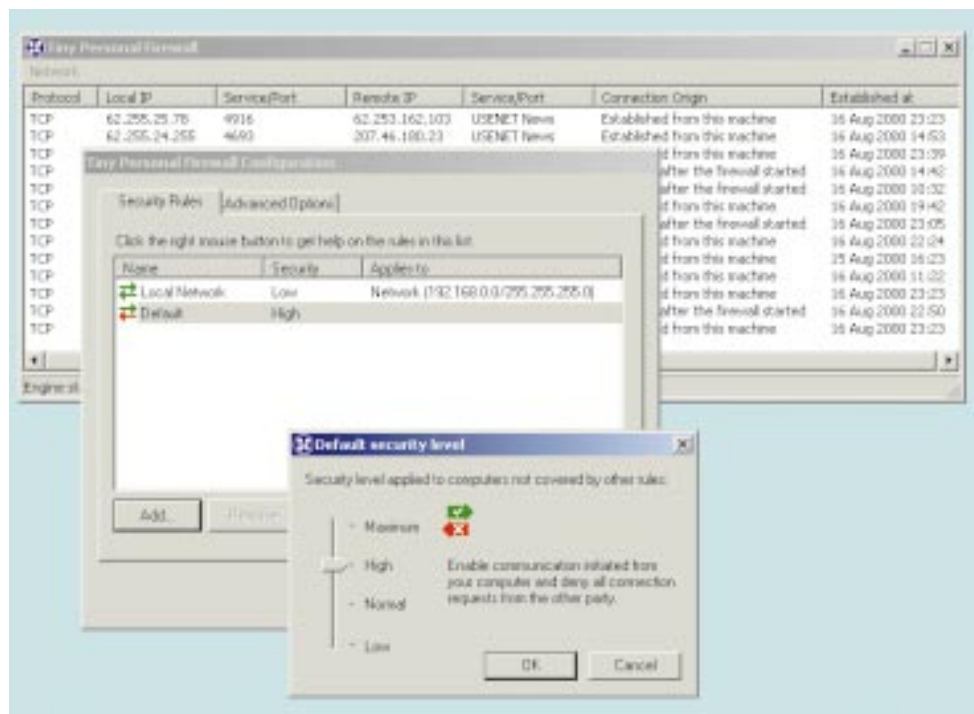 Tiny Personal Firewall
Network
Protocol Local IP Service/Port Remote IP Service/Port Connection Origin Established at
TCP 62.255.25.78 4916 62.253.162.103 USENET News Established from this machine 16 Aug 2000 23:23
TCP 62.255.24.255 4693 207.46.180.23 USENET News Established from this machine 16 Aug 2000 14:53
TCP d from this machine 16 Aug 2000 23:39
TCP after the firewall started 16 Aug 2000 14:42
TCP after the firewall started 16 Aug 2000 10:32
TCP d from this machine 16 Aug 2000 19:42
TCP after the firewall started 16 Aug 2000 23:05
TCP d from this machine 16 Aug 2000 22:24
TCP d from this machine 15 Aug 2000 16:23
TCP d from this machine 16 Aug 2000 11:22
TCP d from this machine 16 Aug 2000 23:23
TCP after the firewall started 16 Aug 2000 22:50
TCP d from this machine 16 Aug 2000 23:23
Engine st
Tiny Personal Firewall Configuration
Security Rules Advanced Options
Click the right mouse button to get help on the rules in this list.
Name Security Applies to
Local Network Low Network (192.168.0.0/255.255.255.0)
Default High
Add...
Default security level
Security level applied to computers not covered by other rules:
Maximum
High
Normal
Low
Enable communication initiated from
your computer and deny all connection
requests from the other party.
OK Cancel